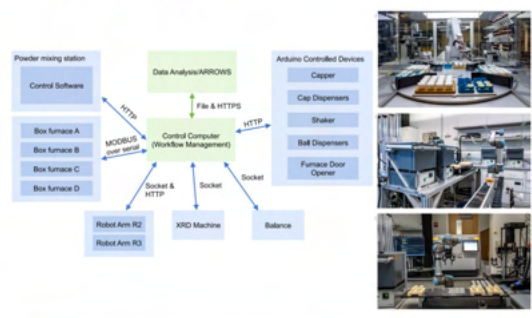 Powder mixing station
Control Software
Data Analysis/ARROWS
Arduino Controlled Devices
Capper
Cap Dispensers
Shaker
Ball Dispensers
Furnace Door
Opener
File & HTTPS
HTTP
HTTP
Control Computer
(Workflow Management)
Box furnace A
Box furnace B
Box furnace C
Box furnace D
MODBUS
over serial
Socket &
HTTP
Socket
Socket
Robot Arm R2
Robot Arm R3
XRD Machine
Balance